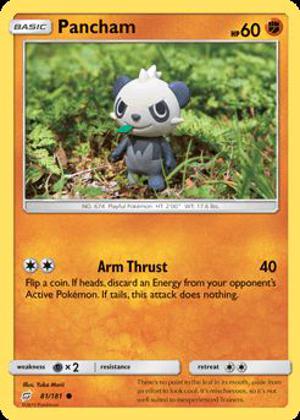 BASIC Pancham HP60
NO. 674 Playful Pokémon HT: 2'00" WT: 17.6 lbs.
Arm Thrust 40
Flip a coin. If heads, discard an Energy from your opponent's
Active Pokémon. If tails, this attack does nothing.
weakness ×2 resistance retreat
Illus. Yuka Morii
81/181
There's no point to the leaf in its mouth, aside from
an effort to look cool. It's mischievous, so it's not
well suited to inexperienced Trainers.